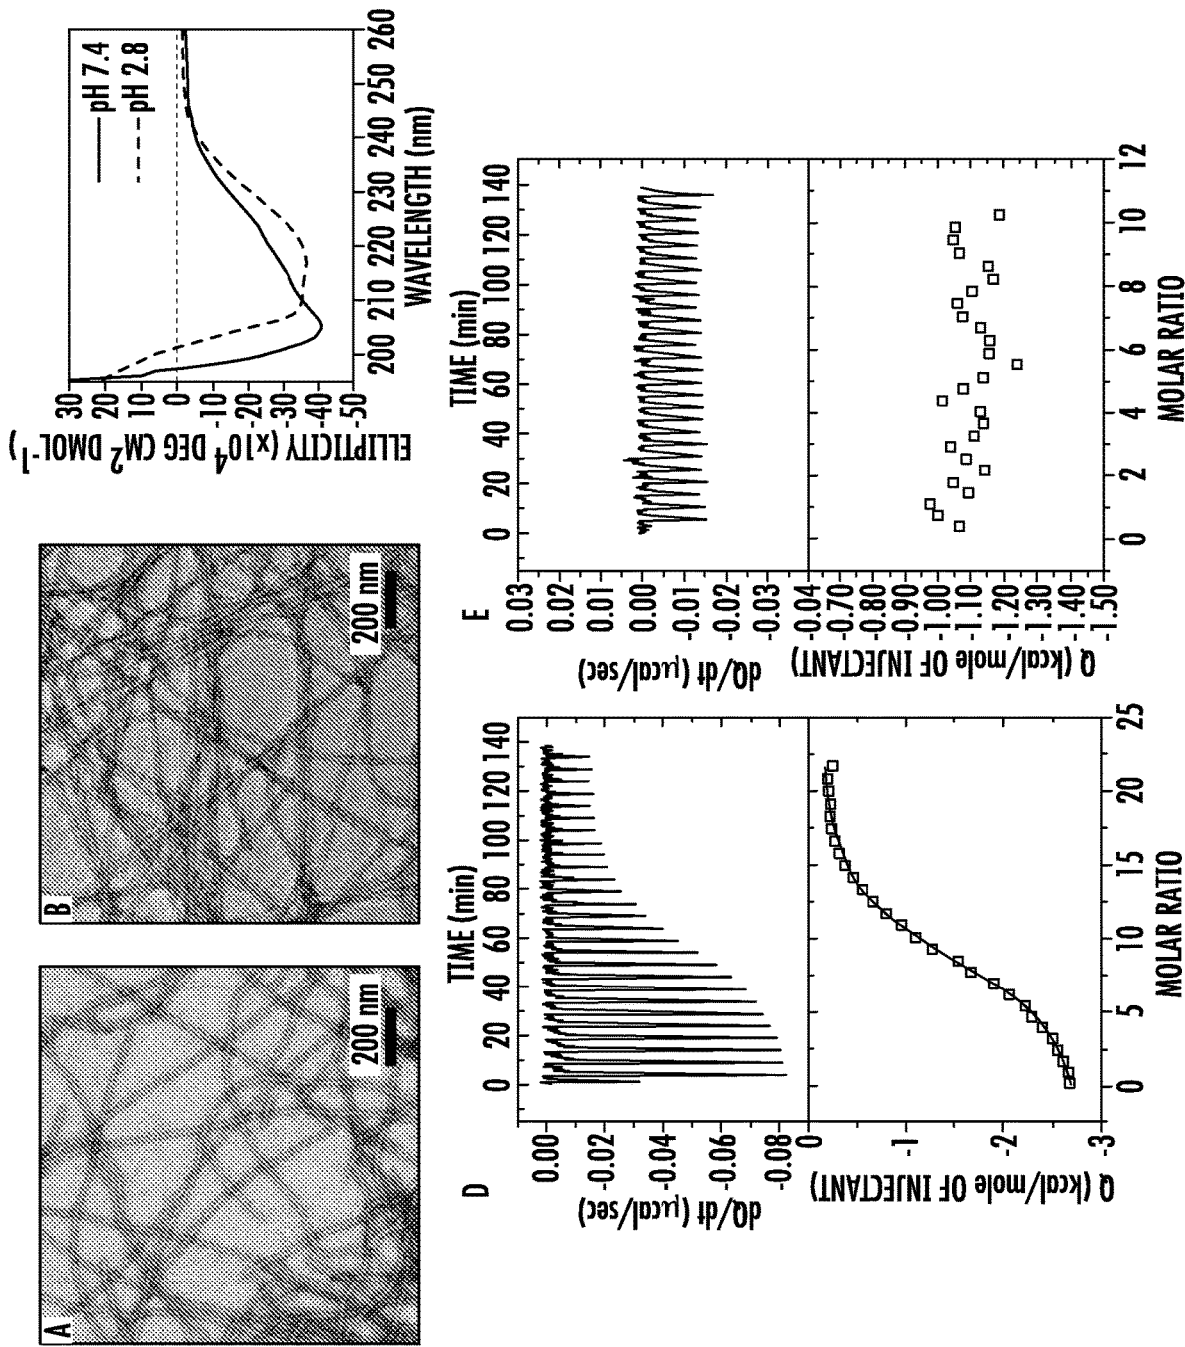 A
200 nm
B
200 nm
30
20
10
0
-10
-20
-30
-40
-50
ELLIPTICITY (x10⁴ DEG CM² DMOL⁻¹)
pH 7.4
pH 2.8
200 210 220 230 240 250 260
WAVELENGTH (nm)
D
TIME (min)
0 20 40 60 80 100 120 140
0.00
-0.02
-0.04
-0.06
-0.08
dQ/dt (μcal/sec)
0
-1
-2
-3
Q (kcal/mole OF INJECTANT)
0 5 10 15 20 25
MOLAR RATIO
E
TIME (min)
0 20 40 60 80 100 120 140
0.03
0.02
0.01
0.00
-0.01
-0.02
-0.03
-0.04
dQ/dt (μcal/sec)
-0.70
-0.80
-0.90
-1.00
-1.10
-1.20
-1.30
-1.40
-1.50
Q (kcal/mole OF INJECTANT)
0 2 4 6 8 10 12
MOLAR RATIO